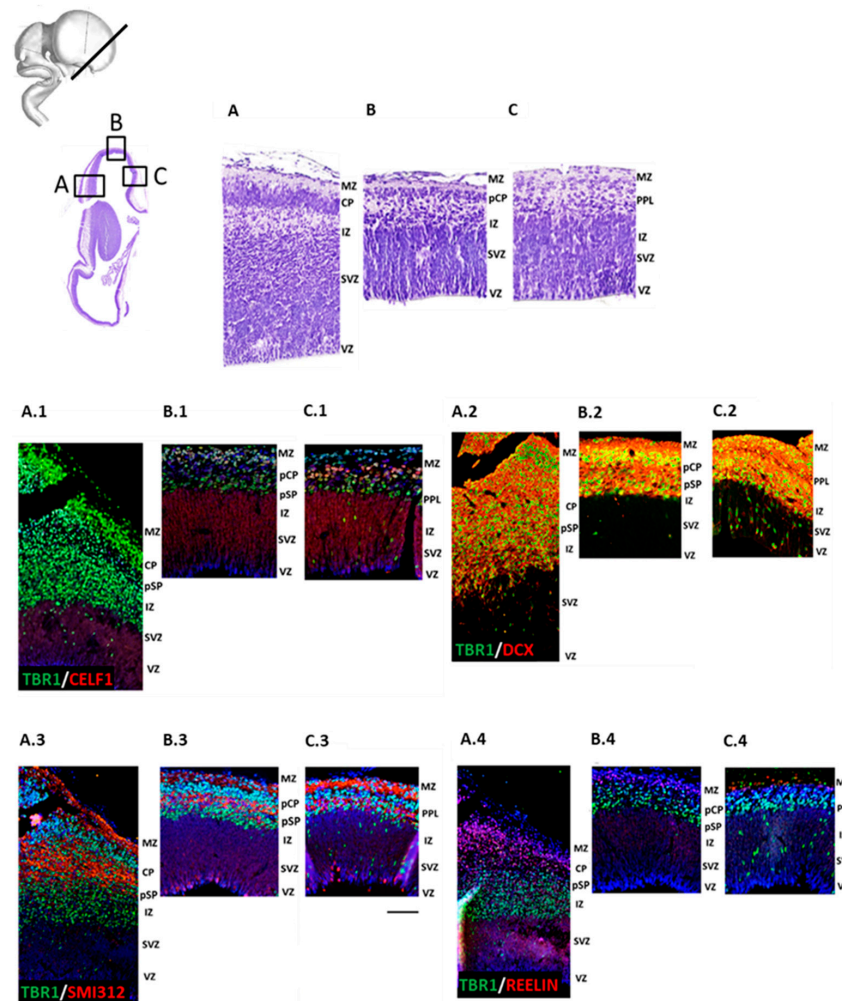 B
A
C
A
B
C
MZ
CP
IZ
SVZ
VZ
MZ
pCP
IZ
SVZ
VZ
MZ
PPL
IZ
SVZ
VZ
A.1
B.1
C.1
MZ
CP
pSP
IZ
SVZ
VZ
TBR1/CELF1
MZ
pCP
pSP
IZ
SVZ
VZ
MZ
PPL
IZ
SVZ
VZ
A.2
B.2
C.2
MZ
CP
pSP
IZ
SVZ
VZ
TBR1/DCX
MZ
pCP
pSP
IZ
SVZ
VZ
MZ
PPL
IZ
SVZ
VZ
A.3
B.3
C.3
MZ
CP
pSP
IZ
SVZ
VZ
TBR1/SMI312
MZ
pCP
pSP
IZ
SVZ
VZ
MZ
PPL
IZ
SVZ
VZ
A.4
B.4
C.4
MZ
CP
pSP
IZ
SVZ
VZ
TBR1/REELIN
MZ
pCP
pSP
IZ
SVZ
VZ